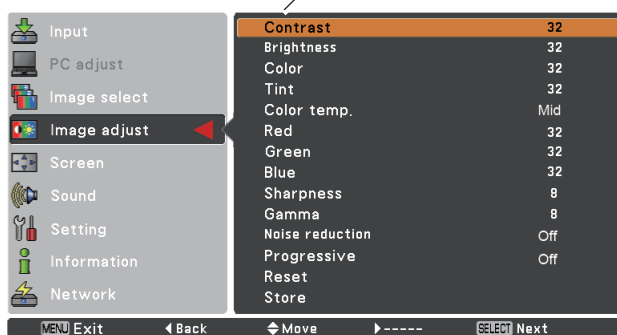 Input
PC adjust
Image select
Image adjust
Screen
Sound
Setting
Information
Network
Contrast 32
Brightness 32
Color 32
Tint 32
Color temp. Mid
Red 32
Green 32
Blue 32
Sharpness 8
Gamma 8
Noise reduction Off
Progressive Off
Reset
Store
MENU Exit Back Move ----- SELECT Next